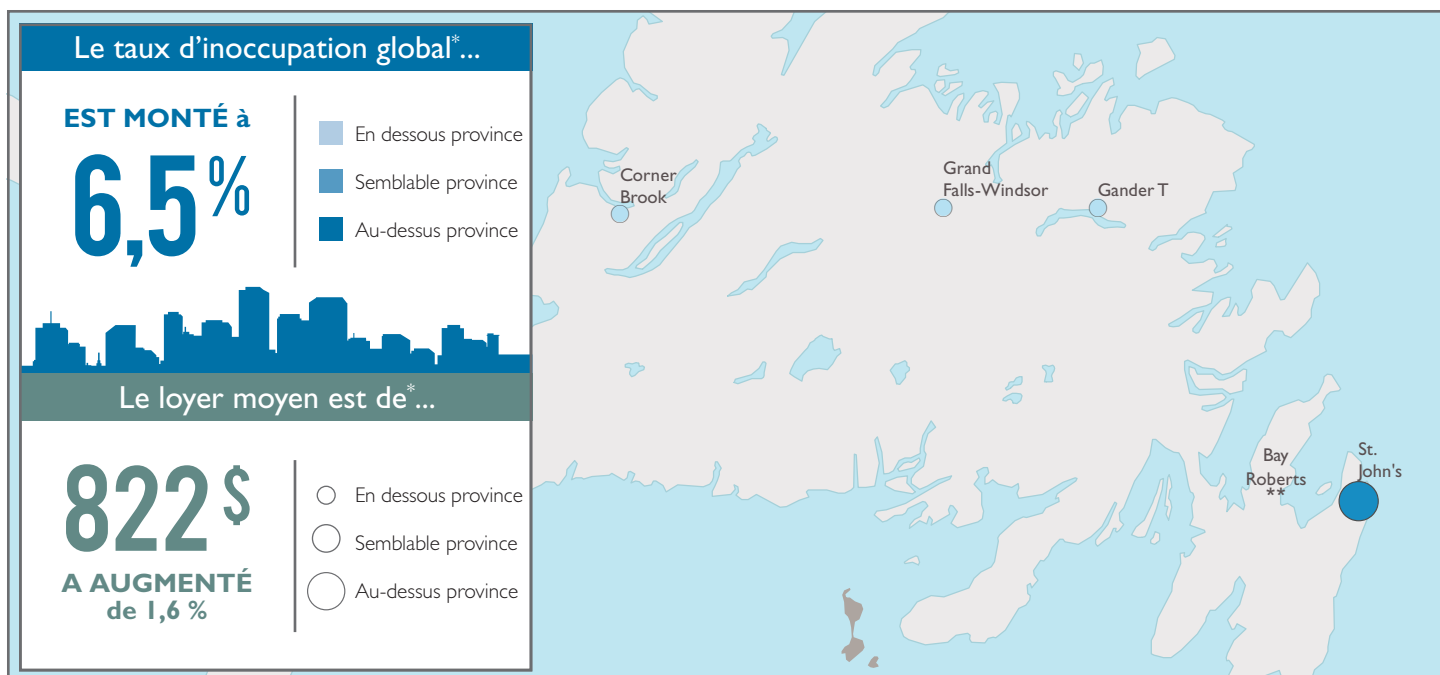 Le taux d'inoccupation global*...
EST MONTÉ à
6,5 %
En dessous province
Semblable province
Au-dessus province
Le loyer moyen est de*...
822 $
A AUGMENTÉ
de 1,6 %
En dessous province
Semblable province
Au-dessus province
Corner
Brook
Grand
Falls-Windsor
Gander T
Bay
Roberts
**
St.
John's